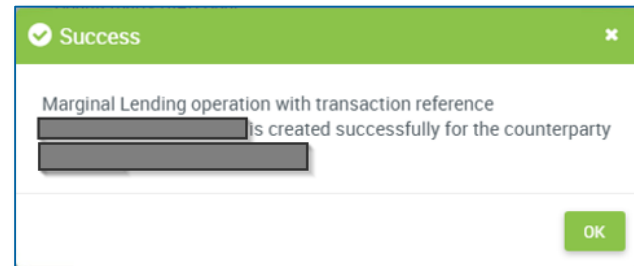 Success
Marginal Lending operation with transaction reference
is created successfully for the counterparty
OK